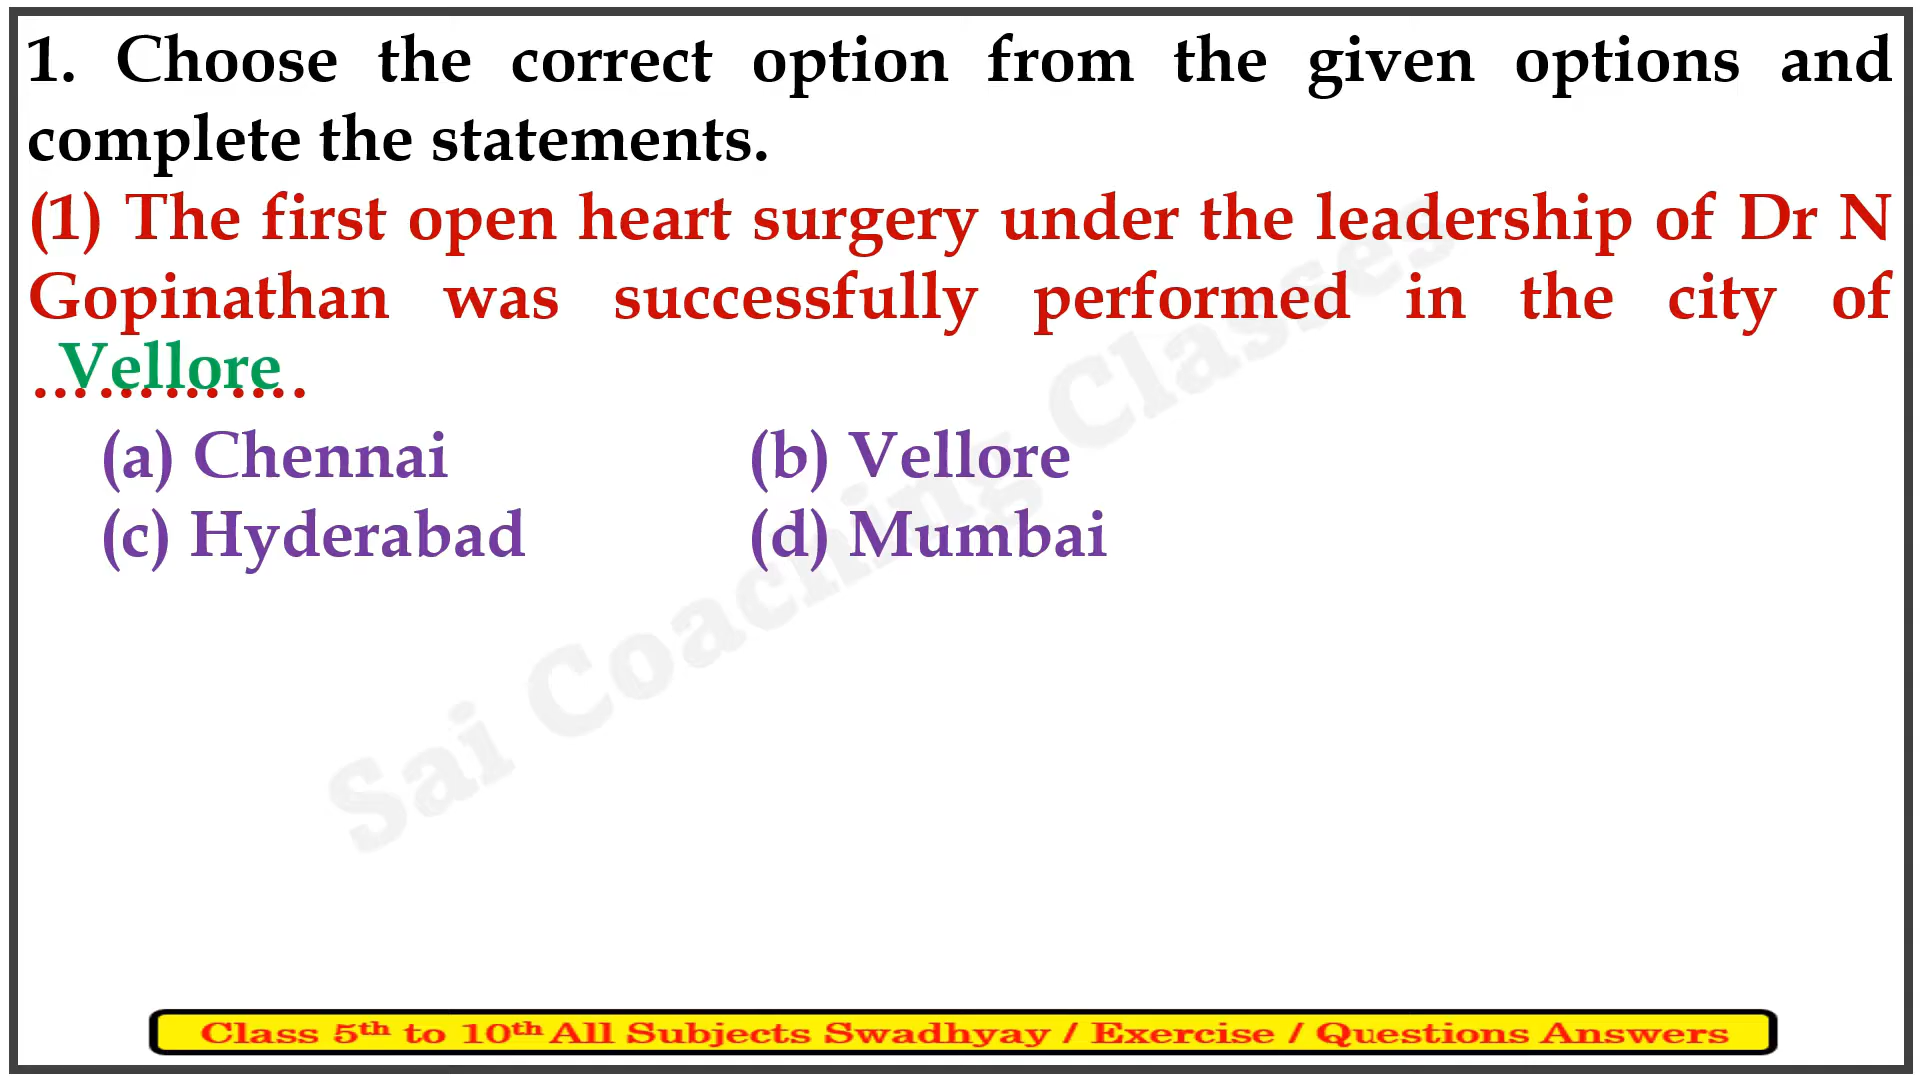 1. Choose the correct option from the given options and
complete the statements.
(1) The first open heart surgery under the leadership of Dr N
Gopinathan was successfully performed in the city of
Vellore
..............
(a) Chennai (b) Vellore
(c) Hyderabad (d) Mumbai
Sai Coaching Classes
Class 5th to 10th All Subjects Swadhyay / Exercise / Questions Answers